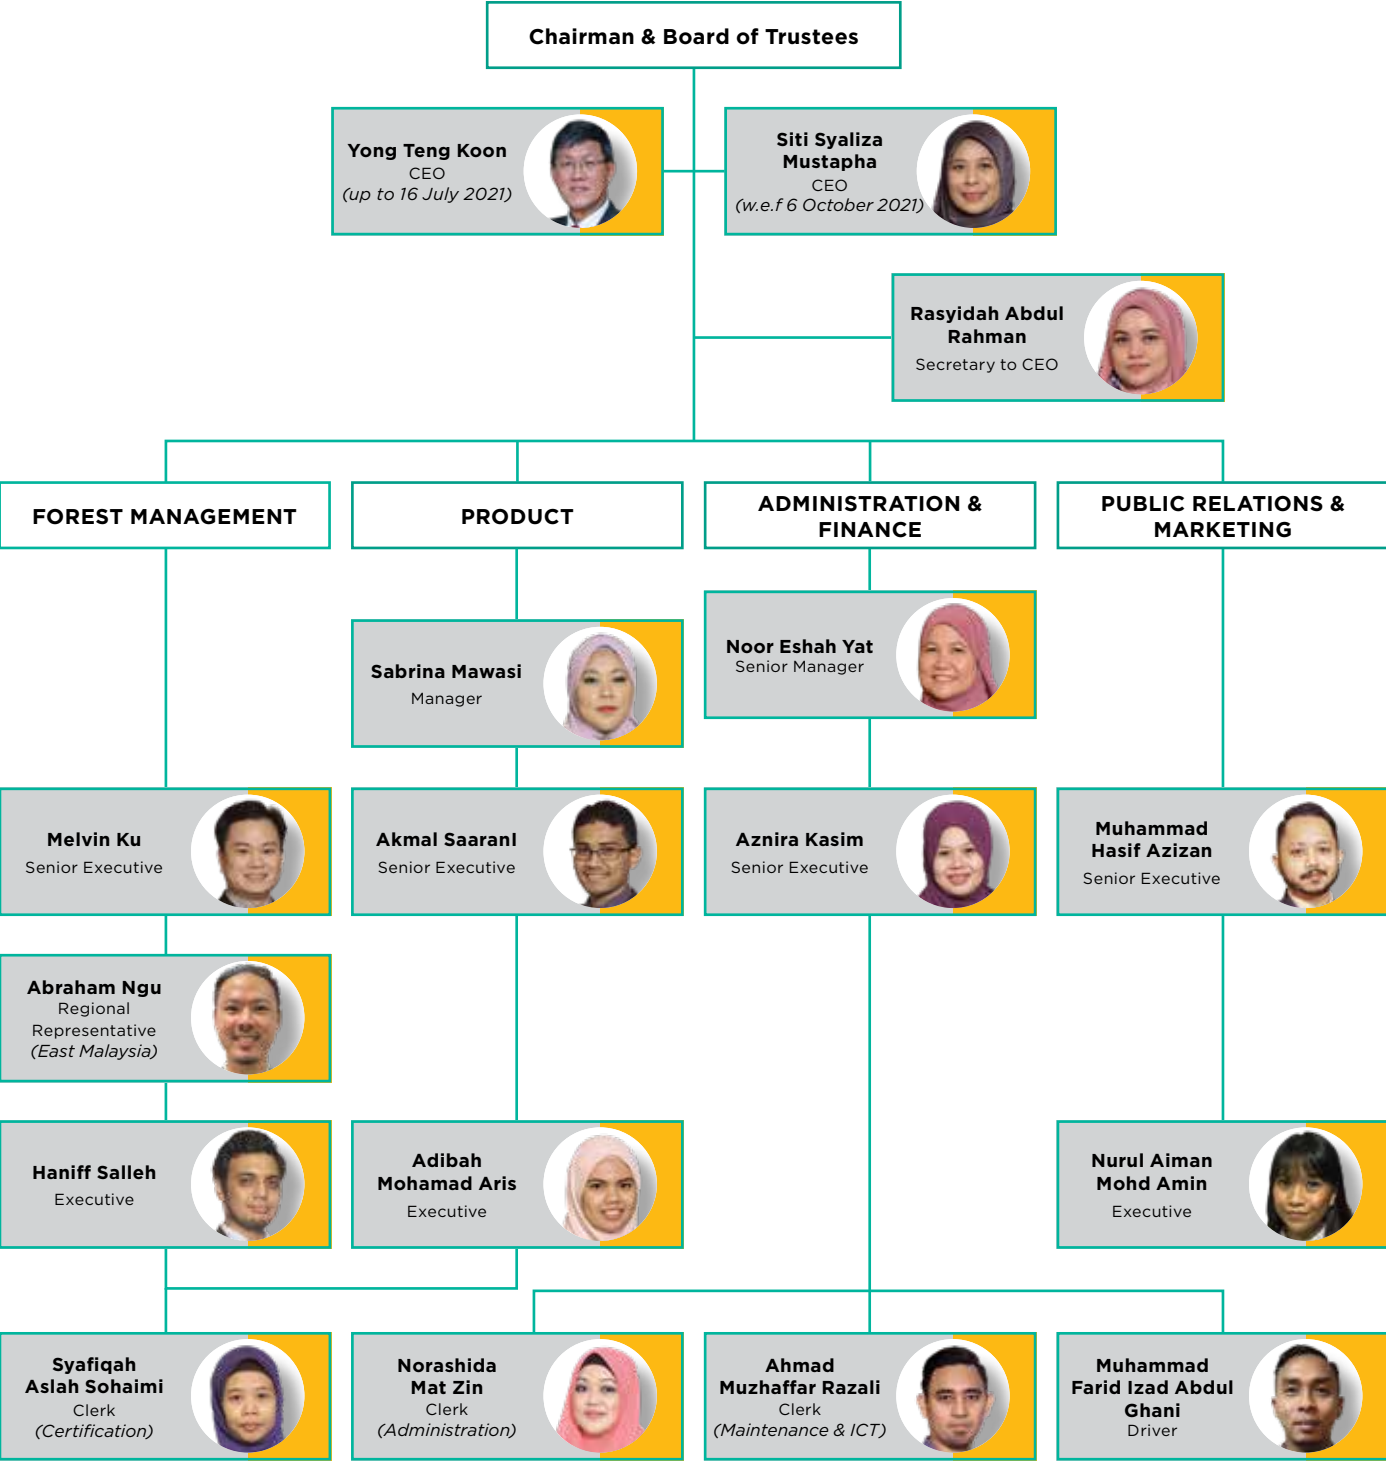 Chairman & Board of Trustees
Yong Teng Koon
CEO
(up to 16 July 2021)
Siti Syaliza
Mustapha
CEO
(w.e.f 6 October 2021)
Rasyidah Abdul
Rahman
Secretary to CEO
FOREST MANAGEMENT
PRODUCT
ADMINISTRATION &
FINANCE
PUBLIC RELATIONS &
MARKETING
Sabrina Mawasi
Manager
Noor Eshah Yat
Senior Manager
Melvin Ku
Senior Executive
Akmal SaaranI
Senior Executive
Aznira Kasim
Senior Executive
Muhammad
Hasif Azizan
Senior Executive
Abraham Ngu
Regional
Representative
(East Malaysia)
Haniff Salleh
Executive
Adibah
Mohamad Aris
Executive
Nurul Aiman
Mohd Amin
Executive
Syafiqah
Aslah Sohaimi
Clerk
(Certification)
Norashida
Mat Zin
Clerk
(Administration)
Ahmad
Muzhaffar Razali
Clerk
(Maintenance & ICT)
Muhammad
Farid Izad Abdul
Ghani
Driver